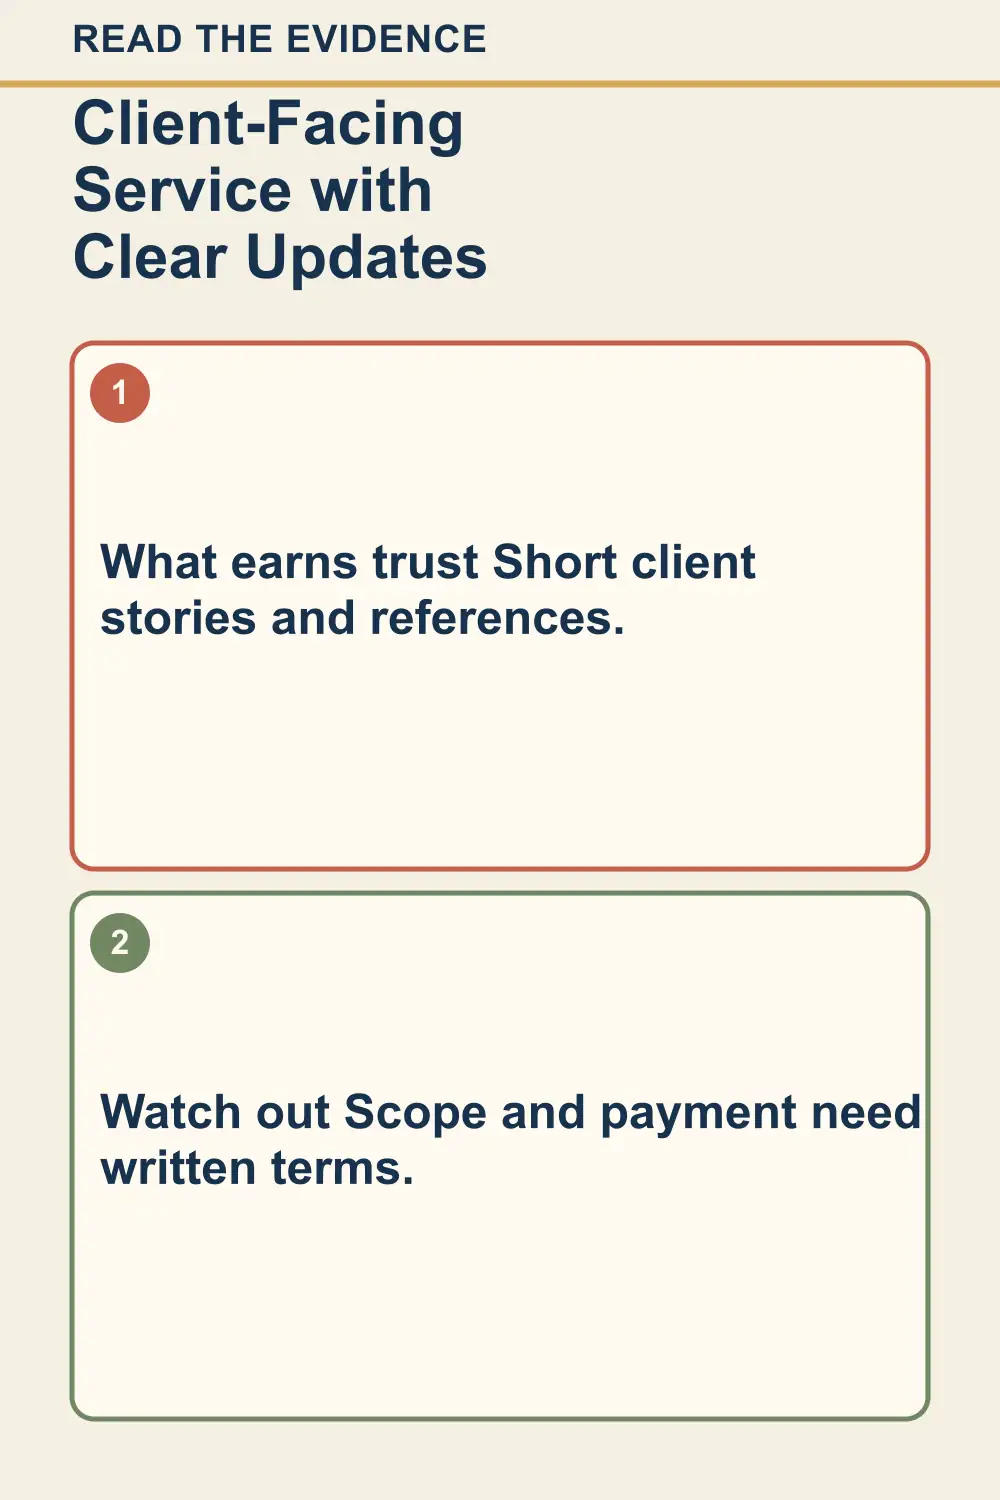 READ THE EVIDENCE
Client-Facing
Service with
Clear Updates
1
What earns trust Short client
stories and references.
2
Watch out Scope and payment need
written terms.